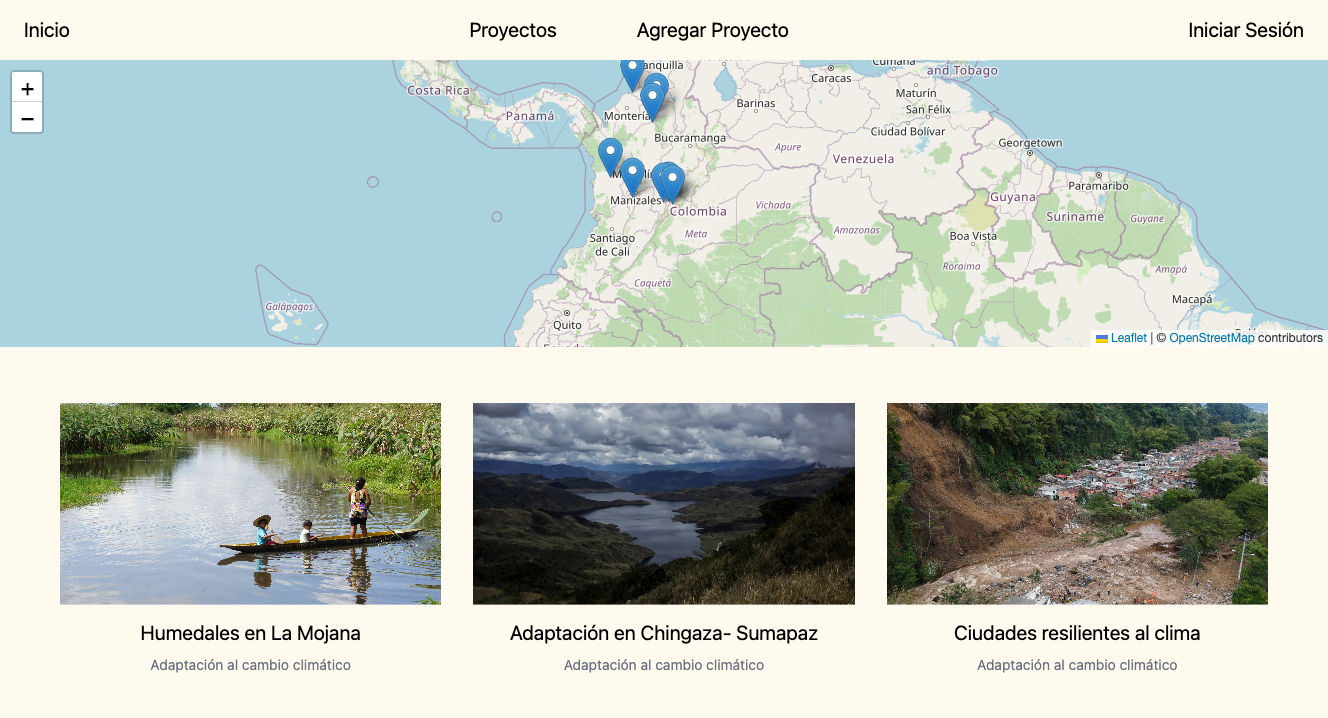 Inicio
Proyectos
Agregar Proyecto
Iniciar Sesión
+
−
Costa Rica
Panamá
Montería
Bucaramanga
Barinas
Caracas
Cumaná
and Tobago
Maturín
San Félix
Ciudad Bolívar
Apure
Venezuela
Georgetown
Paramaribo
Guyana
Suriname
Guyane
Manizales
Colombia
Vichada
Meta
Amazonas
Boa Vista
Santiago
de Cali
Roraima
Amapá
Caquetá
Galápagos
Macapá
Quito
Leaflet | © OpenStreetMap contributors
Humedales en La Mojana
Adaptación en Chingaza- Sumapaz
Ciudades resilientes al clima
Adaptación al cambio climático
Adaptación al cambio climático
Adaptación al cambio climático